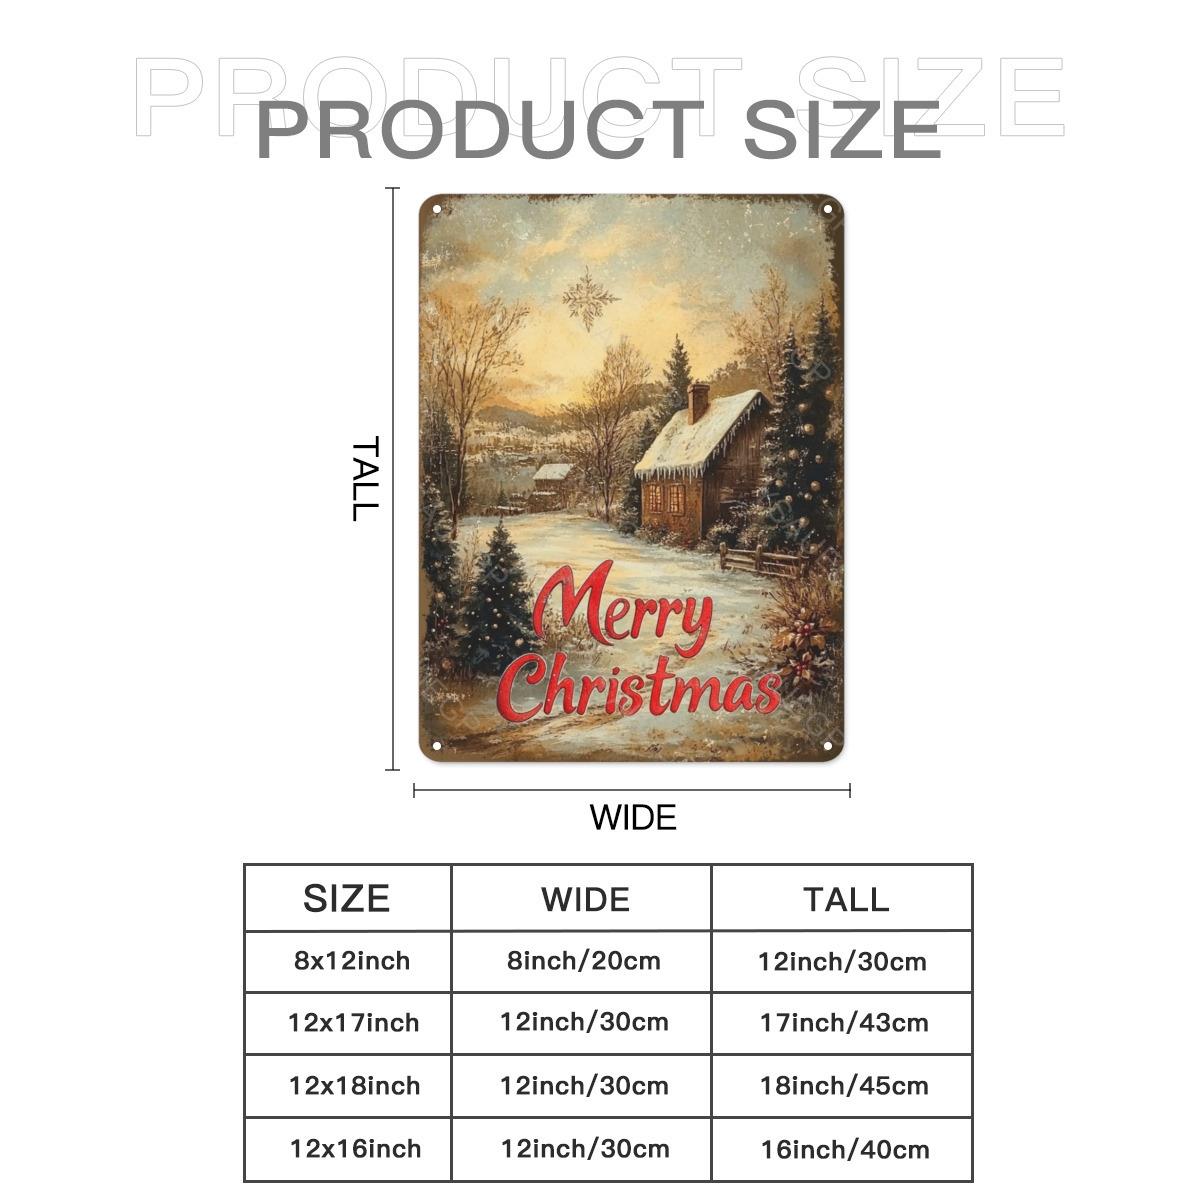 PRODUCT SIZE
PRODUCT SIZE
TALL
Merry
Christmas
WIDE
SIZE WIDE TALL
8x12inch 8inch/20cm 12inch/30cm
12x17inch 12inch/30cm 17inch/43cm
12x18inch 12inch/30cm 18inch/45cm
12x16inch 12inch/30cm 16inch/40cm